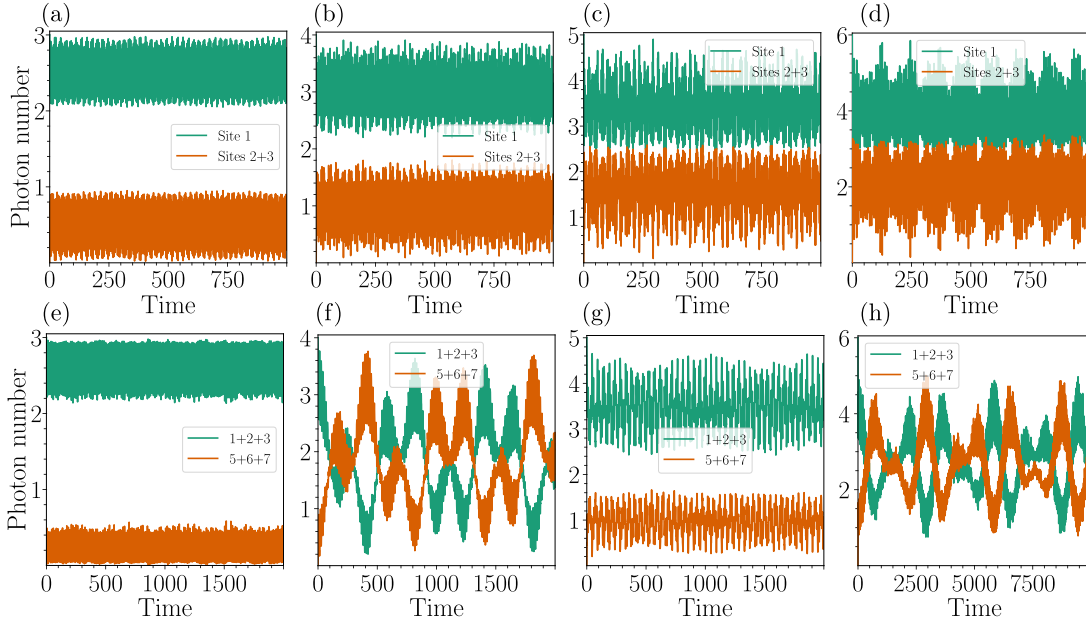 (a)
(b)
(c)
(d)
Photon number
3
2
1
Site 1
Sites 2+3
0
250
500
750
Time
4
3
2
1
Site 1
Sites 2+3
0
250
500
750
Time
5
4
3
2
1
Site 1
Sites 2+3
0
250
500
750
Time
6
4
2
Site 1
Sites 2+3
0
250
500
750
Time
(e)
(f)
(g)
(h)
Photon number
3
2
1
1+2+3
5+6+7
0
500
1000
1500
Time
4
3
2
1
1+2+3
5+6+7
0
500
1000
1500
Time
5
4
3
2
1
1+2+3
5+6+7
0
500
1000
1500
Time
6
4
2
1+2+3
5+6+7
0
2500
5000
7500
Time